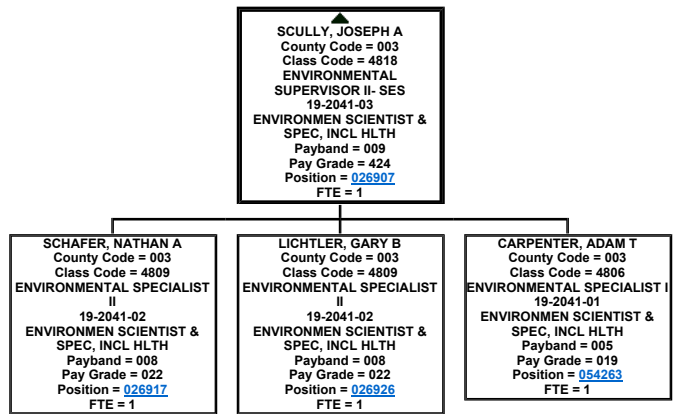 SCULLY, JOSEPH A
County Code = 003
Class Code = 4818
ENVIRONMENTAL
SUPERVISOR II- SES
19-2041-03
ENVIRONMEN SCIENTIST &
SPEC, INCL HLTH
Payband = 009
Pay Grade = 424
Position = 026907
FTE = 1
SCHAFER, NATHAN A
County Code = 003
Class Code = 4809
ENVIRONMENTAL SPECIALIST
II
19-2041-02
ENVIRONMEN SCIENTIST &
SPEC, INCL HLTH
Payband = 008
Pay Grade = 022
Position = 026917
FTE = 1
LICHTLER, GARY B
County Code = 003
Class Code = 4809
ENVIRONMENTAL SPECIALIST
II
19-2041-02
ENVIRONMEN SCIENTIST &
SPEC, INCL HLTH
Payband = 008
Pay Grade = 022
Position = 026926
FTE = 1
CARPENTER, ADAM T
County Code = 003
Class Code = 4806
ENVIRONMENTAL SPECIALIST I
19-2041-01
ENVIRONMEN SCIENTIST &
SPEC, INCL HLTH
Payband = 005
Pay Grade = 019
Position = 054263
FTE = 1